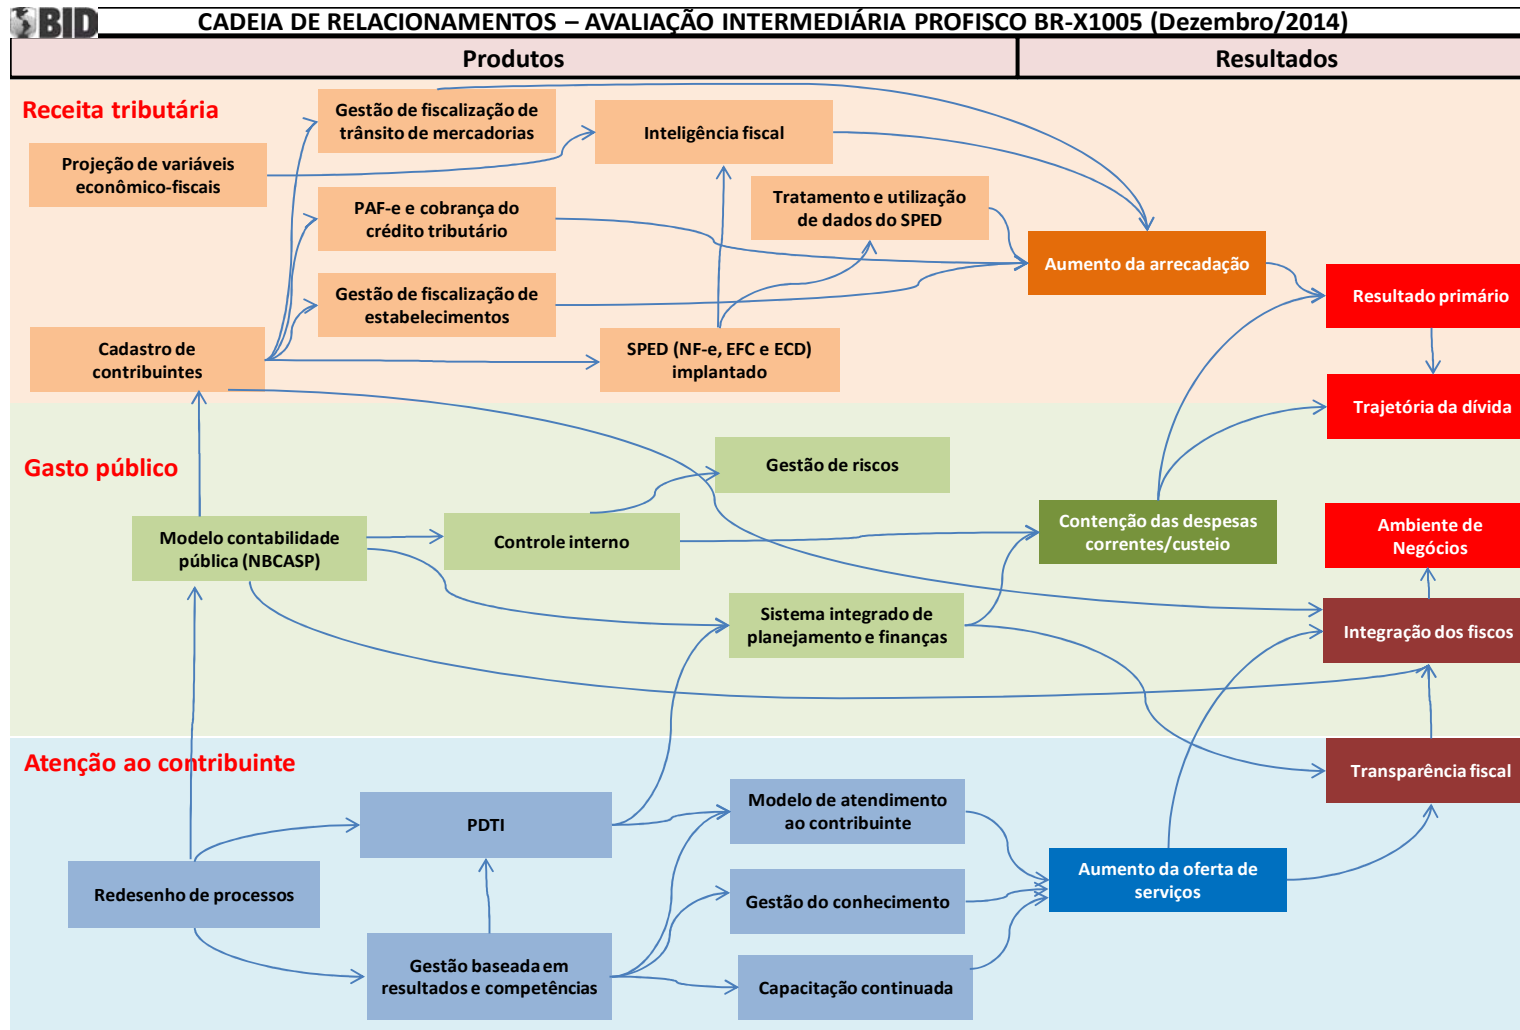 BID
CADEIA DE RELACIONAMENTOS – AVALIAÇÃO INTERMEDIÁRIA PROFISCO BR-X1005 (Dezembro/2014)
Produtos
Resultados
Receita tributária
Gestão de fiscalização de
trânsito de mercadorias
Inteligência fiscal
Projeção de variáveis
econômico-fiscais
PAF-e e cobrança do
crédito tributário
Tratamento e utilização
de dados do SPED
Aumento da arrecadação
Gestão de fiscalização de
estabelecimentos
Resultado primário
Cadastro de
contribuintes
SPED (NF-e, EFC e ECD)
implantado
Trajetória da dívida
Gasto público
Gestão de riscos
Modelo contabilidade
pública (NBCASP)
Controle interno
Contenção das despesas
correntes/custeio
Ambiente de
Negócios
Sistema integrado de
planejamento e finanças
Integração dos fiscos
Atenção ao contribuinte
Transparência fiscal
PDTI
Modelo de atendimento
ao contribuinte
Redesenho de processos
Gestão do conhecimento
Aumento da oferta de
serviços
Gestão baseada em
resultados e competências
Capacitação continuada